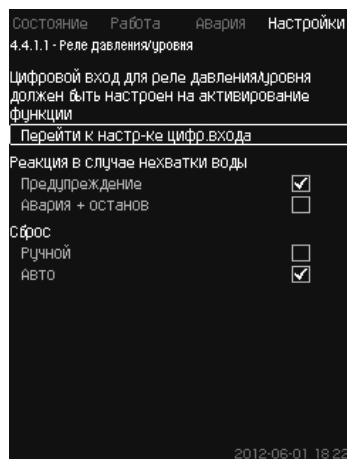 Состояние Работа Авария Настройки
4.4.1.1 - Реле давления/уровня
Цифровой вход для реле давления/уровня
должен быть настроен на активирование
функции
Перейти к настр-ке цифр.входа
Реакция в случае нехватки воды
Предупреждение
Авария + останов
Сброс
Ручной
Авто
2012-06-01 18:22